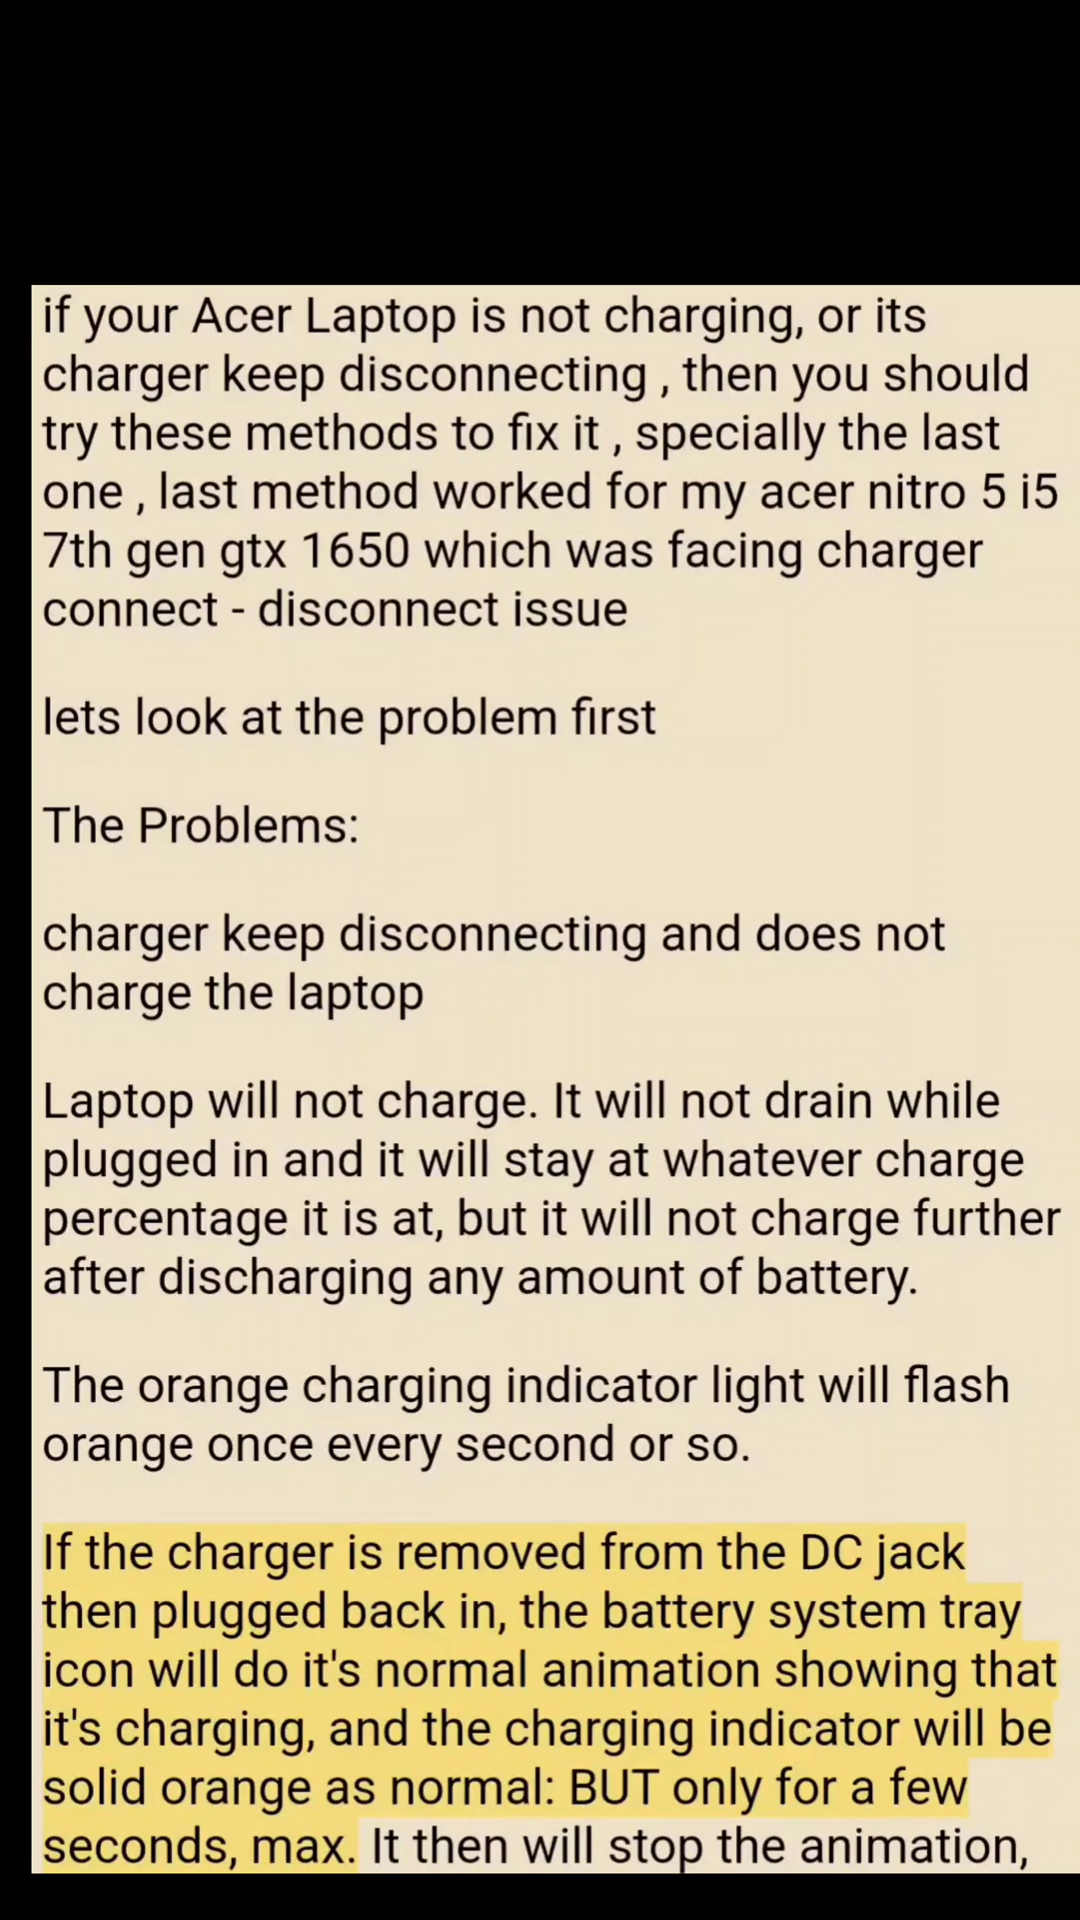 if your Acer Laptop is not charging, or its
charger keep disconnecting , then you should
try these methods to fix it , specially the last
one , last method worked for my acer nitro 5 i5
7th gen gtx 1650 which was facing charger
connect - disconnect issue
lets look at the problem first
The Problems:
charger keep disconnecting and does not
charge the laptop
Laptop will not charge. It will not drain while
plugged in and it will stay at whatever charge
percentage it is at, but it will not charge further
after discharging any amount of battery.
The orange charging indicator light will flash
orange once every second or so.
If the charger is removed from the DC jack
then plugged back in, the battery system tray
icon will do it's normal animation showing that
it's charging, and the charging indicator will be
solid orange as normal: BUT only for a few
seconds, max. It then will stop the animation,